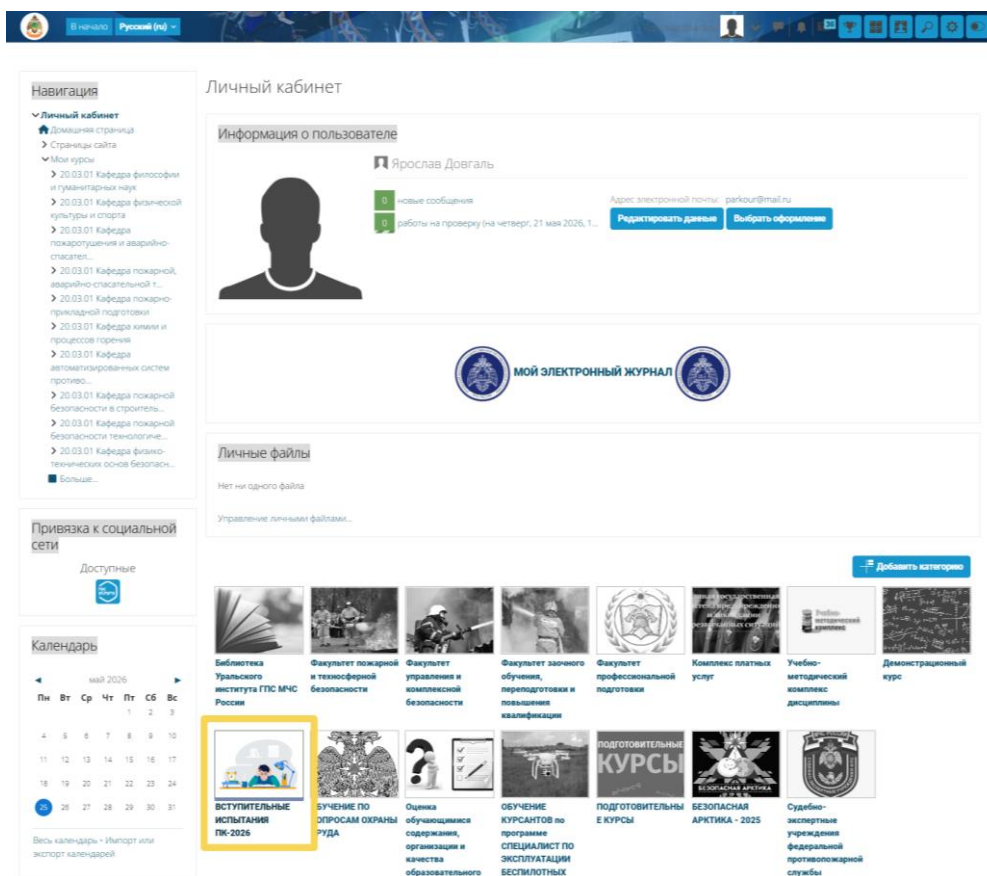 В начало
Русский (ru)
24
Навигация
Личный кабинет
Домашняя страница
Страницы сайта
Мои курсы
20.03.01 Кафедра философии
и гуманитарных наук
20.03.01 Кафедра физической
культуры и спорта
20.03.01 Кафедра
пожаротушения и аварийно-
спасател...
20.03.01 Кафедра пожарной,
аварийно-спасательной т...
20.03.01 Кафедра пожарно-
прикладной подготовки
20.03.01 Кафедра химии и
процессов горения
20.03.01 Кафедра
автоматизированных систем
противо...
20.03.01 Кафедра пожарной
безопасности в строитель...
20.03.01 Кафедра пожарной
безопасности технологиче...
20.03.01 Кафедра физико-
технических основ безопасн...
Больше...
Привязка к социальной
сети
Доступные
Календарь
◄ май 2026 ►
Пн Вт Ср Чт Пт Сб Вс
1 2 3
4 5 6 7 8 9 10
11 12 13 14 15 16 17
18 19 20 21 22 23 24
25 26 27 28 29 30 31
Весь календарь • Импорт или
экспорт календарей
Личный кабинет
Информация о пользователе
Ярослав Довгаль
0 новые сообщения
0 работы на проверку (на четверг, 21 мая 2026, 1...
Адрес электронной почты: parkour@mail.ru
Редактировать данные
Выбрать оформление
МОЙ ЭЛЕКТРОННЫЙ ЖУРНАЛ
Личные файлы
Нет ни одного файла
Управление личными файлами...
Добавить категорию
Библиотека
Уральского
института ГПС МЧС
России
Факультет пожарной
и техносферной
безопасности
Факультет
управления и
комплексной
безопасности
Факультет заочного
обучения,
переподготовки и
повышения
квалификации
Факультет
профессиональной
подготовки
Комплекс платных
услуг
Учебно-
методический
комплекс
Учебно-
методический
комплекс
дисциплины
Демонстрационный
курс
ВСТУПИТЕЛЬНЫЕ
ИСПЫТАНИЯ
ПК-2026
БУЧЕНИЕ ПО
ОПРОСАМ ОХРАНЫ
РУДА
Оценка
обучающимися
содержания,
организации и
качества
образовательного
ОБУЧЕНИЕ
КУРСАНТОВ по
программе
СПЕЦИАЛИСТ ПО
ЭКСПЛУАТАЦИИ
БЕСПИЛОТНЫХ
ПОДГОТОВИТЕЛЬНЫЕ
КУРСЫ
ПОДГОТОВИТЕЛЬНЫ
Е КУРСЫ
БЕЗОПАСНАЯ АРКТИКА
БЕЗОПАСНАЯ
АРКТИКА - 2025
Судебно-
экспертные
учреждения
федеральной
противопожарной
службы